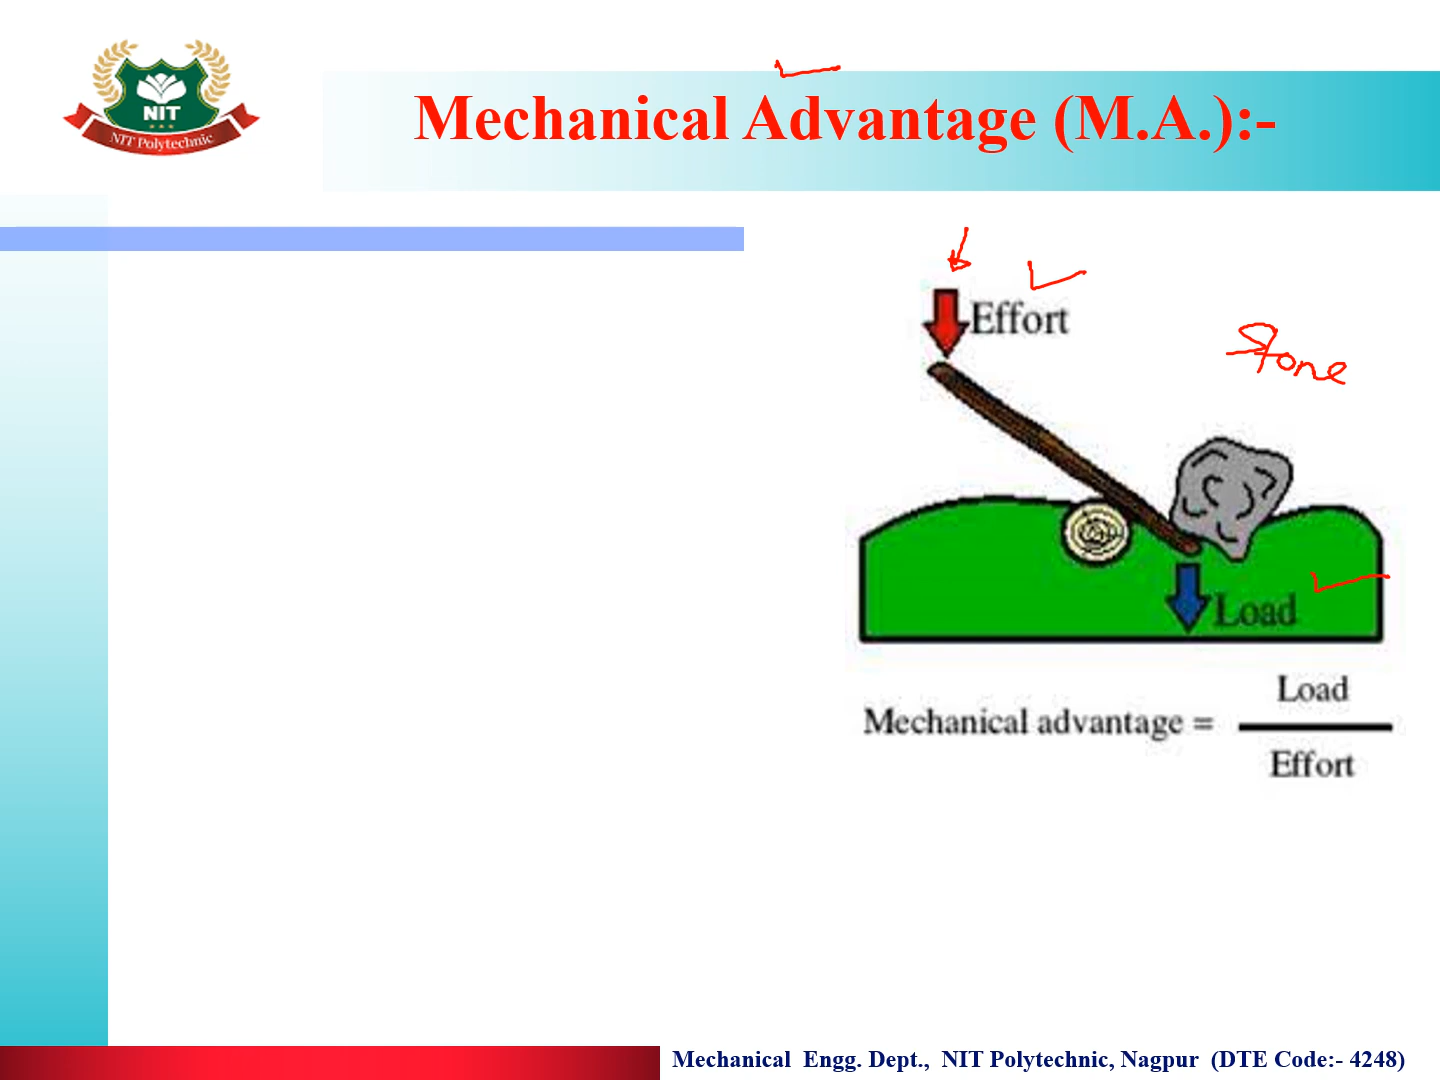 NIT
NIT Polytechnic
Mechanical Advantage (M.A.):-
Effort
Stone
Load
Mechanical advantage = Load / Effort
Mechanical Engg. Dept., NIT Polytechnic, Nagpur (DTE Code:- 4248)